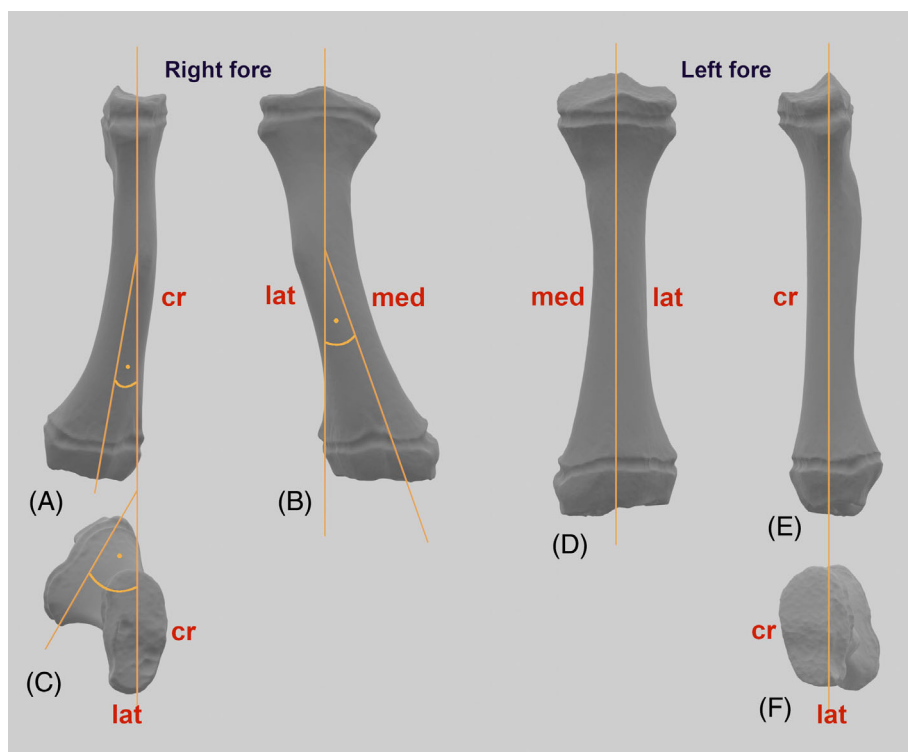 Right fore
Left fore
cr
lat
med
med
lat
cr
(A)
(B)
(D)
(E)
cr
(C)
lat
cr
(F)
lat